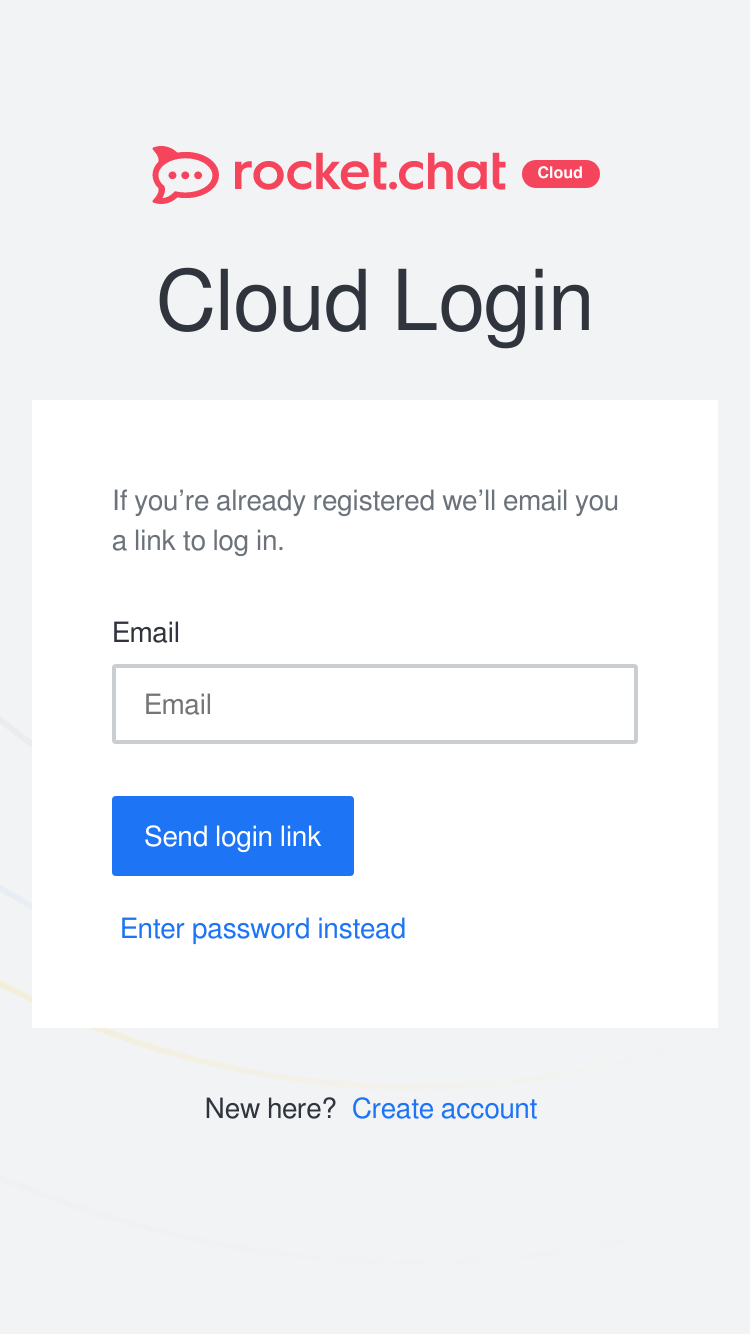 rocket.chat Cloud
Cloud Login
If you’re already registered we’ll email you
a link to log in.
Email
Email
Send login link
Enter password instead
New here? Create account